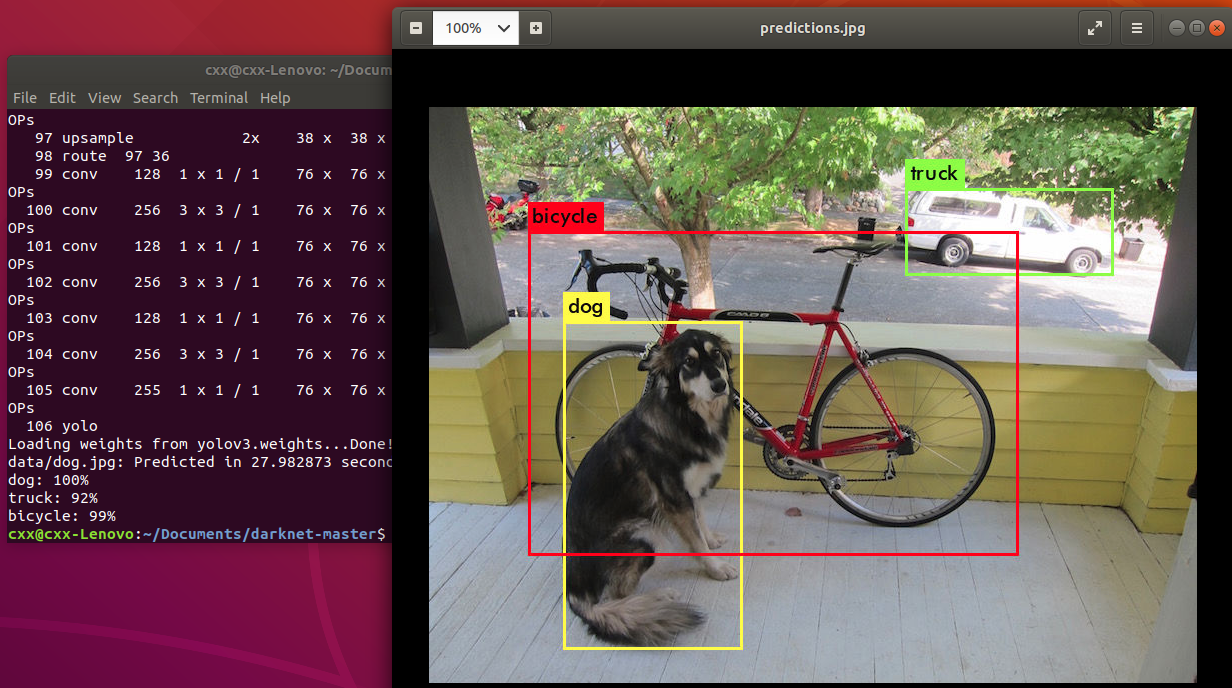 cxx@cxx-Lenovo: ~/Docum
File Edit View Search Terminal Help
OPs
97 upsample 2x 38 x 38 x
98 route 97 36
99 conv 128 1 x 1 / 1 76 x 76 x
OPs
100 conv 256 3 x 3 / 1 76 x 76 x
OPs
101 conv 128 1 x 1 / 1 76 x 76 x
OPs
102 conv 256 3 x 3 / 1 76 x 76 x
OPs
103 conv 128 1 x 1 / 1 76 x 76 x
OPs
104 conv 256 3 x 3 / 1 76 x 76 x
OPs
105 conv 255 1 x 1 / 1 76 x 76 x
OPs
106 yolo
Loading weights from yolov3.weights...Done!
data/dog.jpg: Predicted in 27.982873 secon
dog: 100%
truck: 92%
bicycle: 99%
cxx@cxx-Lenovo:~/Documents/darknet-master$
100%
predictions.jpg
truck
bicycle
dog